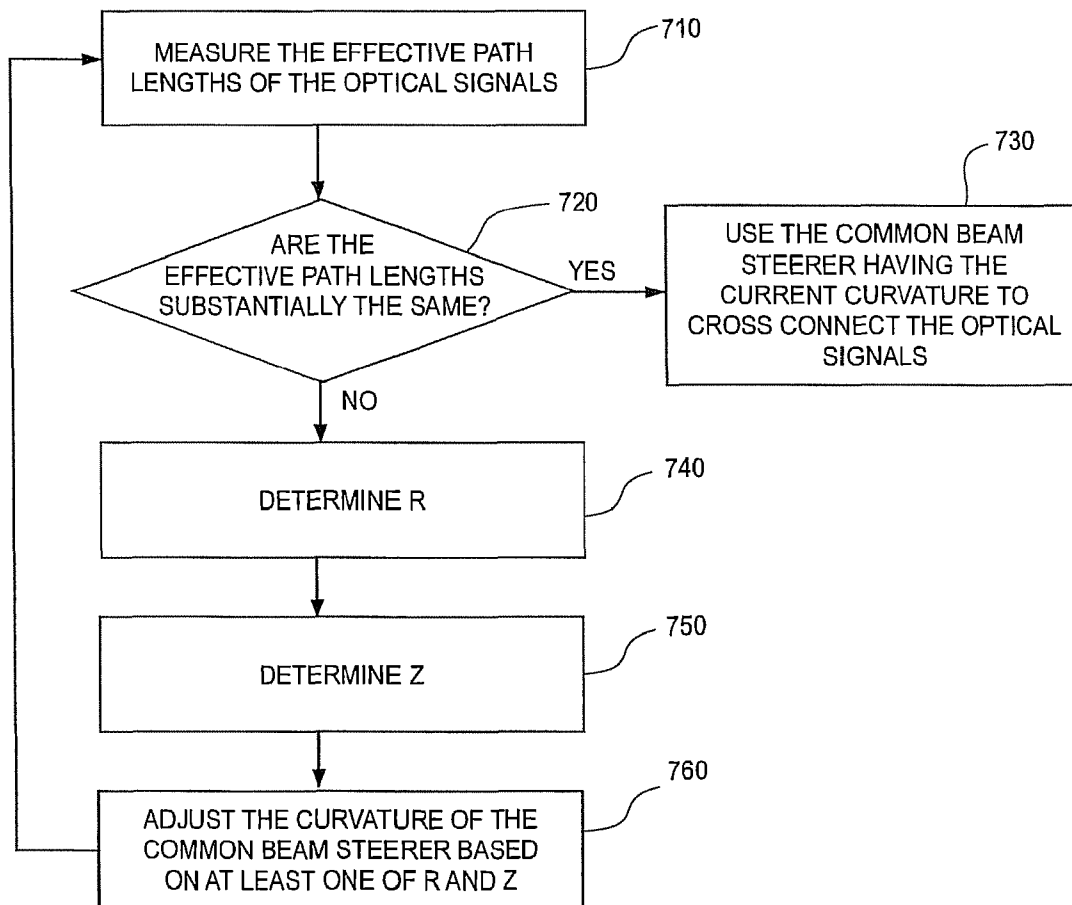 MEASURE THE EFFECTIVE PATH
LENGTHS OF THE OPTICAL SIGNALS
710
ARE THE
EFFECTIVE PATH LENGTHS
SUBSTANTIALLY THE SAME?
720
YES
730
USE THE COMMON BEAM
STEERER HAVING THE
CURRENT CURVATURE TO
CROSS CONNECT THE OPTICAL
SIGNALS
NO
740
DETERMINE R
750
DETERMINE Z
760
ADJUST THE CURVATURE OF THE
COMMON BEAM STEERER BASED
ON AT LEAST ONE OF R AND Z